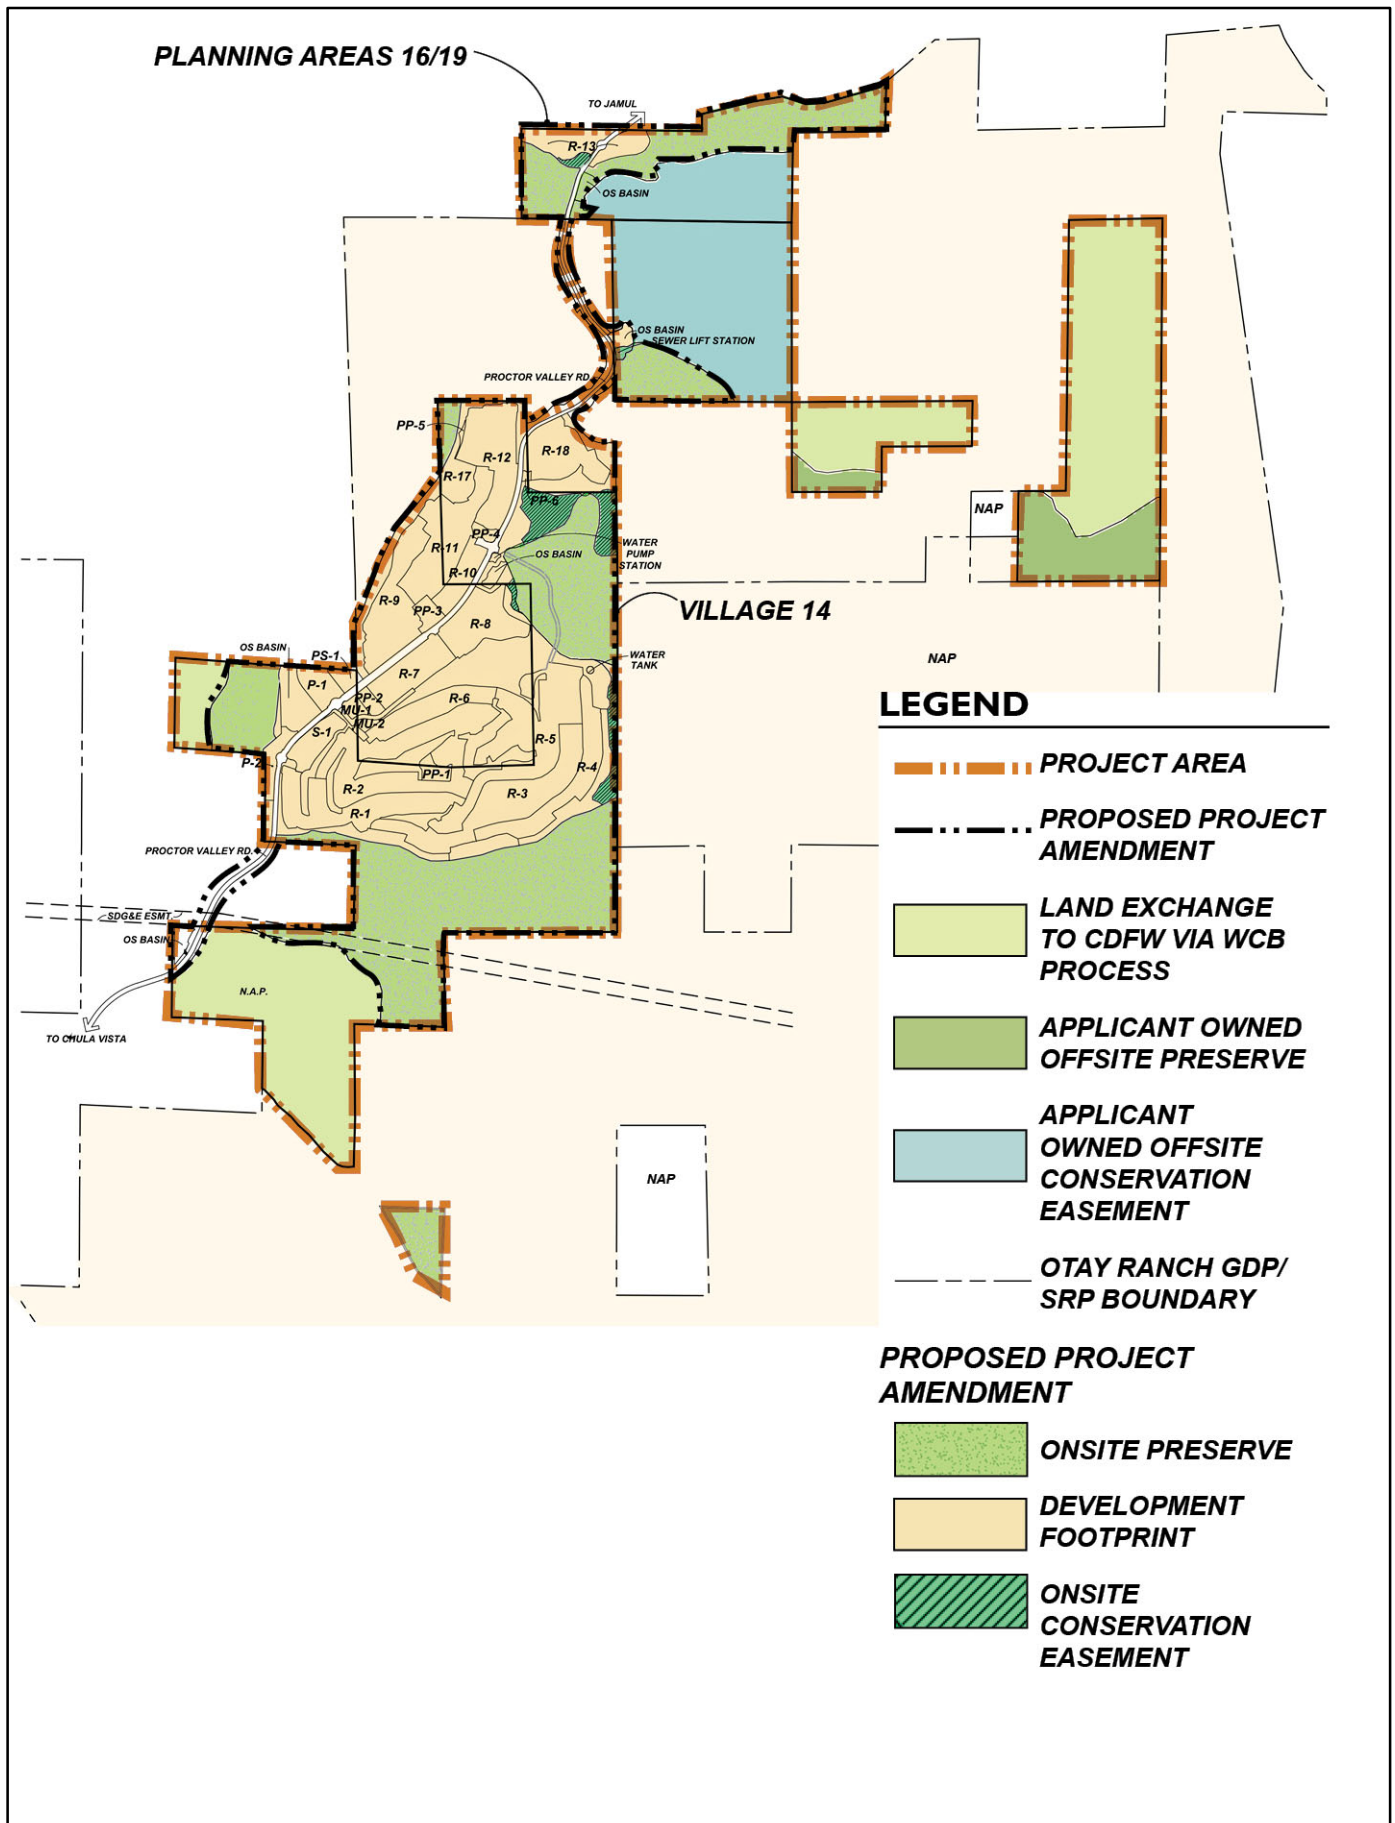 PLANNING AREAS 16/19
TO JAMUL
R-13
OS BASIN
OS BASIN
SEWER LIFT STATION
PROCTOR VALLEY RD.
PP-5
R-12
R-18
R-17
PP-6
NAP
PP-4
R-11
OS BASIN
WATER
PUMP
STATION
R-10
R-9
PP-3
R-8
VILLAGE 14
OS BASIN
PS-1
WATER
TANK
NAP
P-1
R-7
PP-2
R-6
MU-1
MU-2
S-1
R-5
P-2
PP-1
R-4
R-2
R-3
R-1
PROCTOR VALLEY RD.
SDG&E ESMT.
OS BASIN
N.A.P.
TO CHULA VISTA
NAP
LEGEND
PROJECT AREA
PROPOSED PROJECT
AMENDMENT
LAND EXCHANGE
TO CDFW VIA WCB
PROCESS
APPLICANT OWNED
OFFSITE PRESERVE
APPLICANT
OWNED OFFSITE
CONSERVATION
EASEMENT
OTAY RANCH GDP/
SRP BOUNDARY
PROPOSED PROJECT
AMENDMENT
ONSITE PRESERVE
DEVELOPMENT
FOOTPRINT
ONSITE
CONSERVATION
EASEMENT